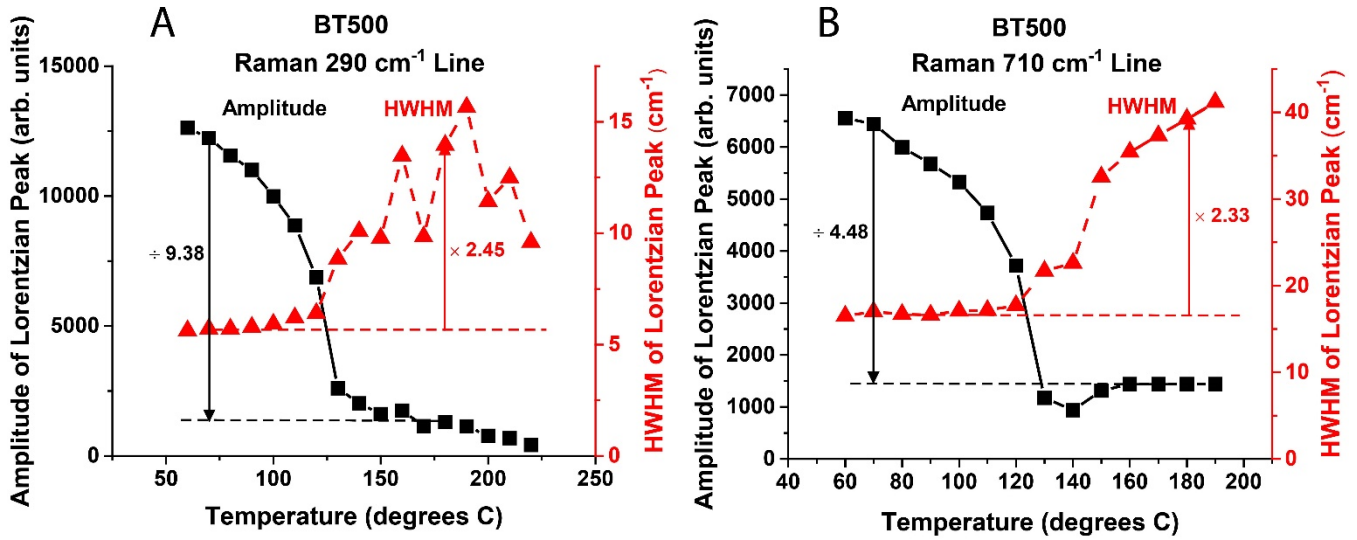 A
BT500
Raman 290 cm⁻¹ Line
Amplitude
HWHM
÷ 9.38
× 2.45
Amplitude of Lorentzian Peak (arb. units)
15000
10000
5000
0
HWHM of Lorentzian Peak (cm⁻¹)
15
10
5
0
50
100
150
200
250
Temperature (degrees C)
B
BT500
Raman 710 cm⁻¹ Line
Amplitude
HWHM
÷ 4.48
× 2.33
Amplitude of Lorentzian Peak (arb. units)
7000
6000
5000
4000
3000
2000
1000
0
HWHM of Lorentzian Peak (cm⁻¹)
40
30
20
10
0
40
60
80
100
120
140
160
180
200
Temperature (degrees C)